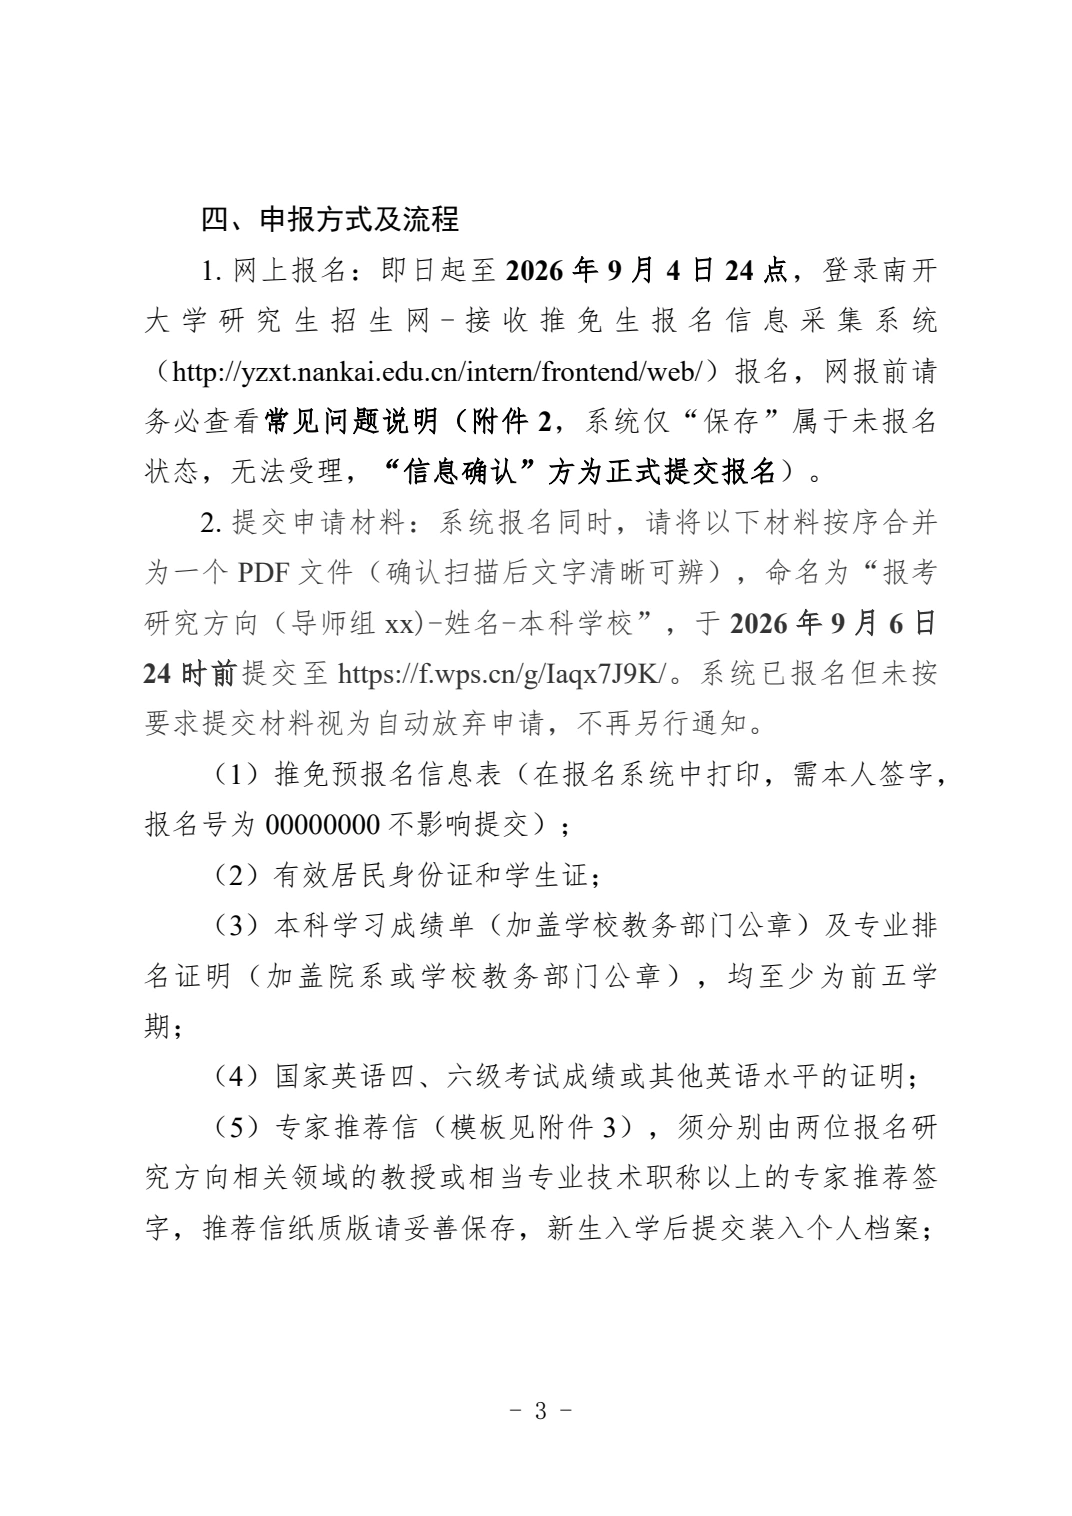 四、申报方式及流程
1. 网上报名：即日起至 2026 年 9 月 4 日 24 点，登录南开
大学研究生招生网-接收推免生报名信息采集系统
（http://yzxt.nankai.edu.cn/intern/frontend/web/）报名，网报前请
务必查看常见问题说明（附件 2，系统仅“保存”属于未报名
状态，无法受理，“信息确认”方为正式提交报名）。
2. 提交申请材料：系统报名同时，请将以下材料按序合并
为一个 PDF 文件（确认扫描后文字清晰可辨），命名为“报考
研究方向（导师组 xx)-姓名-本科学校”，于 2026 年 9 月 6 日
24 时前提交至 https://f.wps.cn/g/Iaqx7J9K/。系统已报名但未按
要求提交材料视为自动放弃申请，不再另行通知。
（1）推免预报名信息表（在报名系统中打印，需本人签字，
报名号为 00000000 不影响提交）；
（2）有效居民身份证和学生证；
（3）本科学习成绩单（加盖学校教务部门公章）及专业排
名证明（加盖院系或学校教务部门公章），均至少为前五学
期；
（4）国家英语四、六级考试成绩或其他英语水平的证明；
（5）专家推荐信（模板见附件 3），须分别由两位报名研
究方向相关领域的教授或相当专业技术职称以上的专家推荐签
字，推荐信纸质版请妥善保存，新生入学后提交装入个人档案；
- 3 -